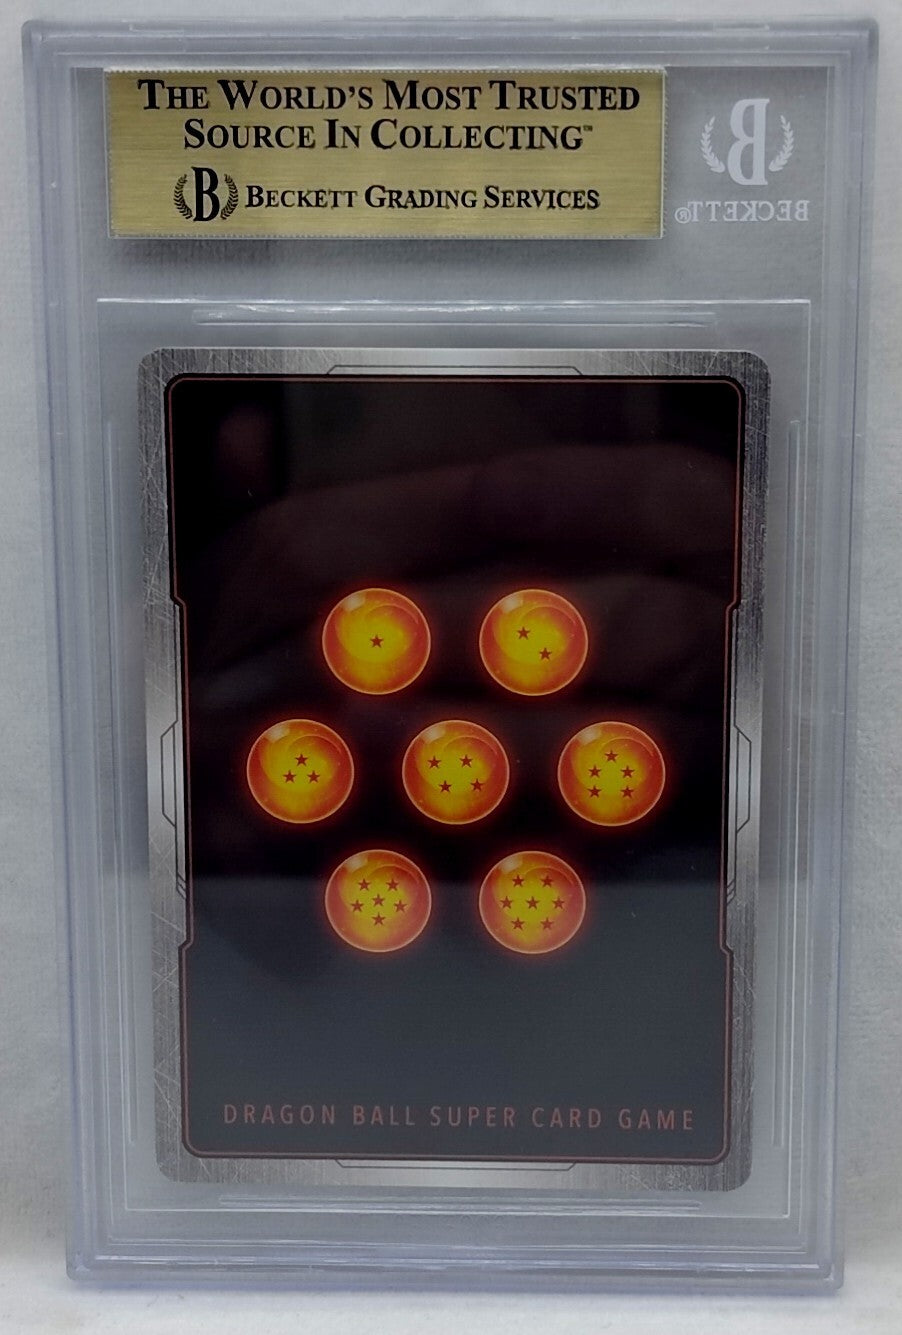 THE WORLD'S MOST TRUSTED
SOURCE IN COLLECTING™
B BECKETT GRADING SERVICES
B
BECKETT®
DRAGON BALL SUPER CARD GAME